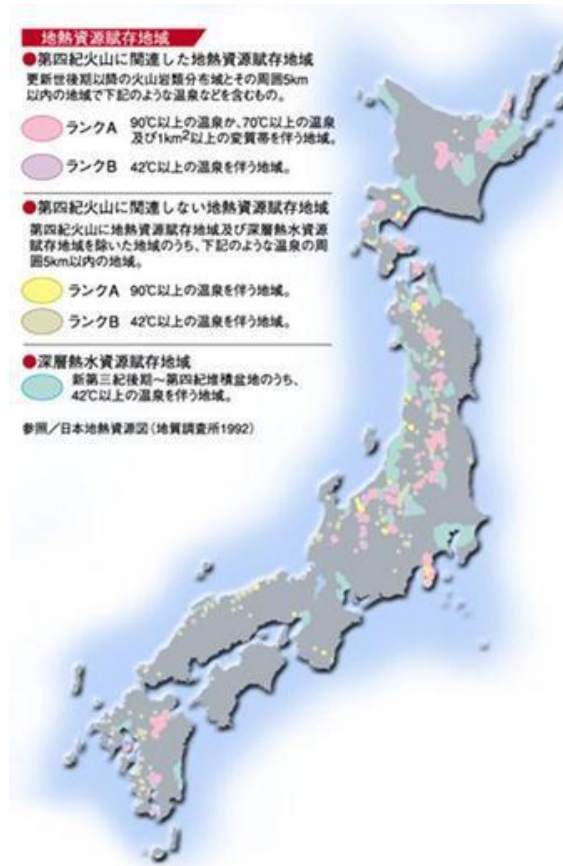 地熱資源賦存地域
●第四紀火山に関連した地熱資源賦存地域
更新世後期以降の火山岩類分布域とその周囲5km
以内の地域で下記のような温泉などを含むもの。
ランクA 90℃以上の温泉か、70℃以上の温泉
及び1km²以上の変質帯を伴う地域。
ランクB 42℃以上の温泉を伴う地域。
●第四紀火山に関連しない地熱資源賦存地域
第四紀火山に地熱資源賦存地域及び深層熱水資源
賦存地域を除いた地域のうち、下記のような温泉の周
囲5km以内の地域。
ランクA 90℃以上の温泉を伴う地域。
ランクB 42℃以上の温泉を伴う地域。
●深層熱水資源賦存地域
新第三紀後期～第四紀堆積盆地のうち、
42℃以上の温泉を伴う地域。
参照／日本地熱資源図（地質調査所1992）